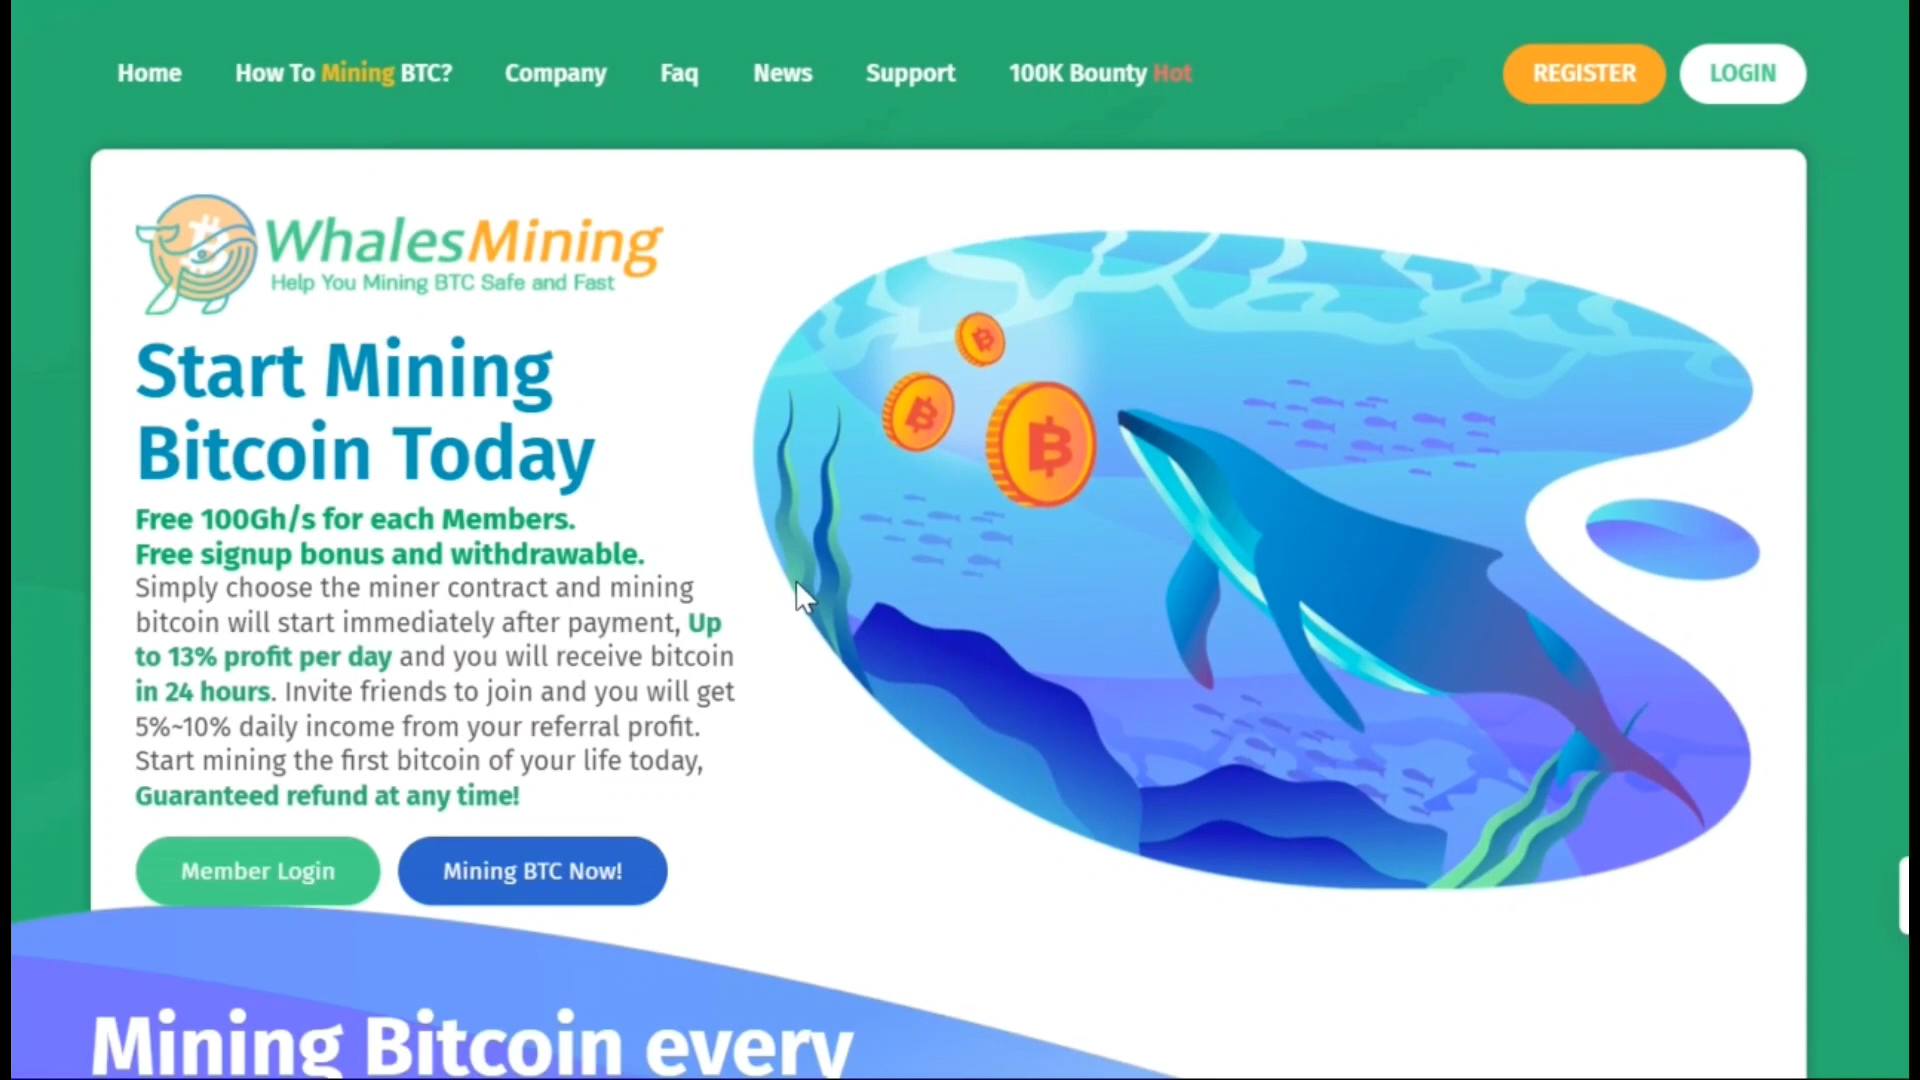 Home How To Mining BTC? Company Faq News Support 100K Bounty Hot REGISTER LOGIN
WhalesMining
Help You Mining BTC Safe and Fast
Start Mining
Bitcoin Today
Free 100Gh/s for each Members.
Free signup bonus and withdrawable.
Simply choose the miner contract and mining
bitcoin will start immediately after payment, Up
to 13% profit per day and you will receive bitcoin
in 24 hours. Invite friends to join and you will get
5%~10% daily income from your referral profit.
Start mining the first bitcoin of your life today,
Guaranteed refund at any time!
Member Login Mining BTC Now!
Mining Bitcoin every